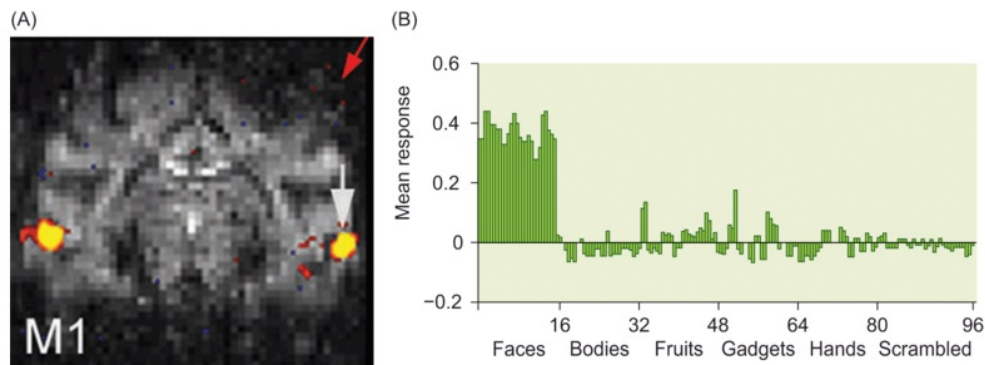 (A)
M1
(B)
Mean response
0.6
0.4
0.2
0
−0.2
16 32 48 64 80 96
Faces Bodies Fruits Gadgets Hands Scrambled